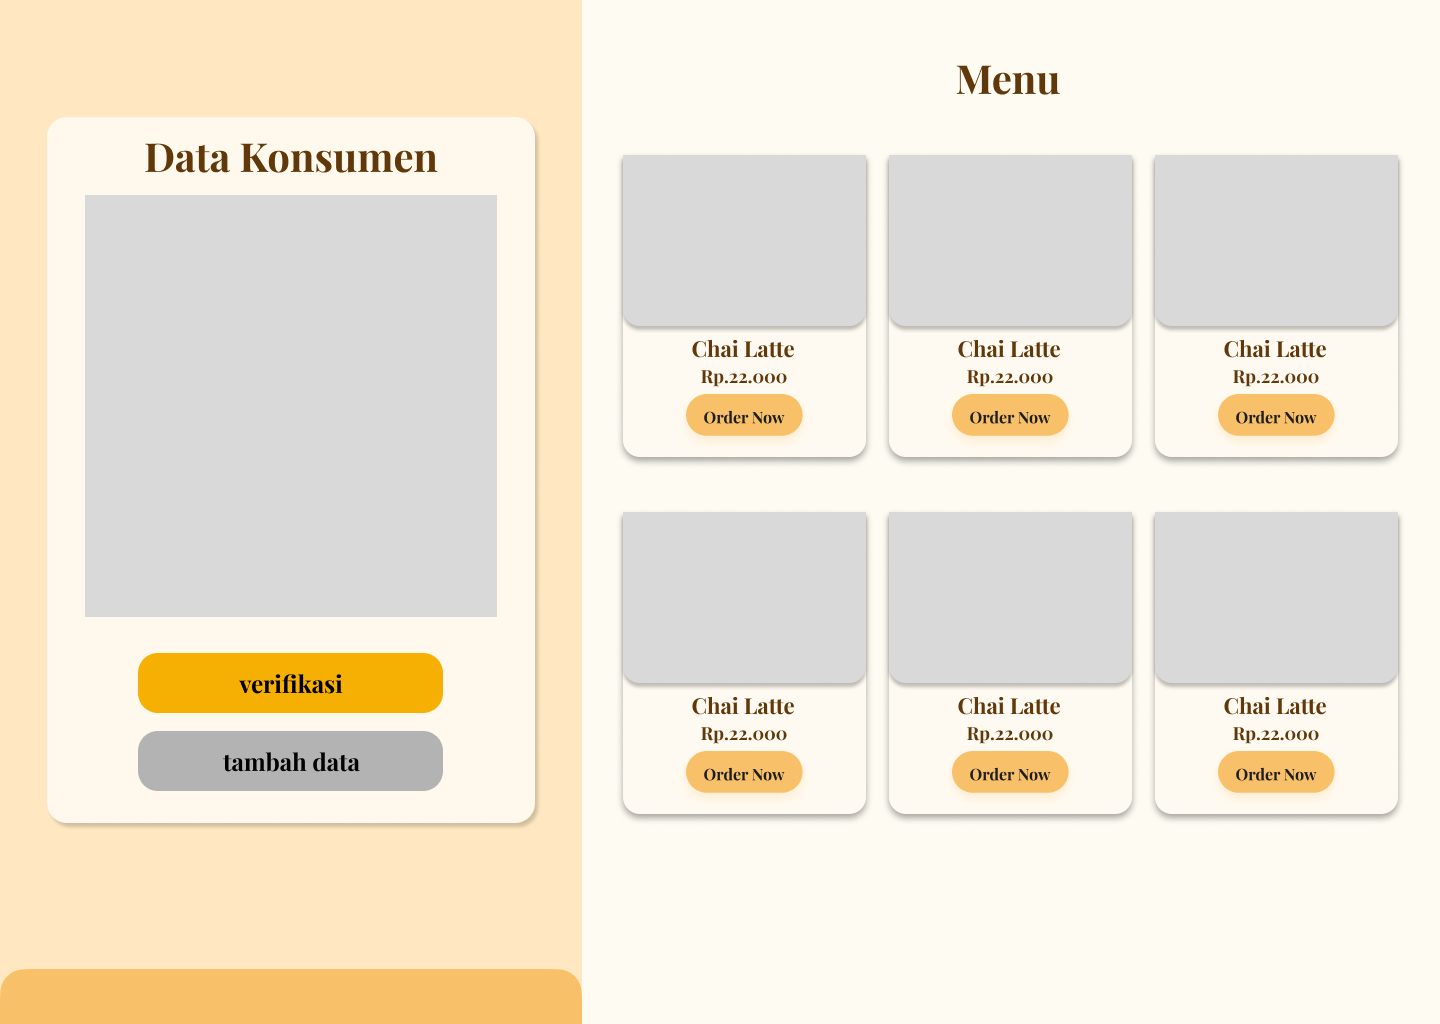 Data Konsumen
verifikasi
tambah data
Menu
Chai Latte
Rp.22.000
Order Now
Chai Latte
Rp.22.000
Order Now
Chai Latte
Rp.22.000
Order Now
Chai Latte
Rp.22.000
Order Now
Chai Latte
Rp.22.000
Order Now
Chai Latte
Rp.22.000
Order Now